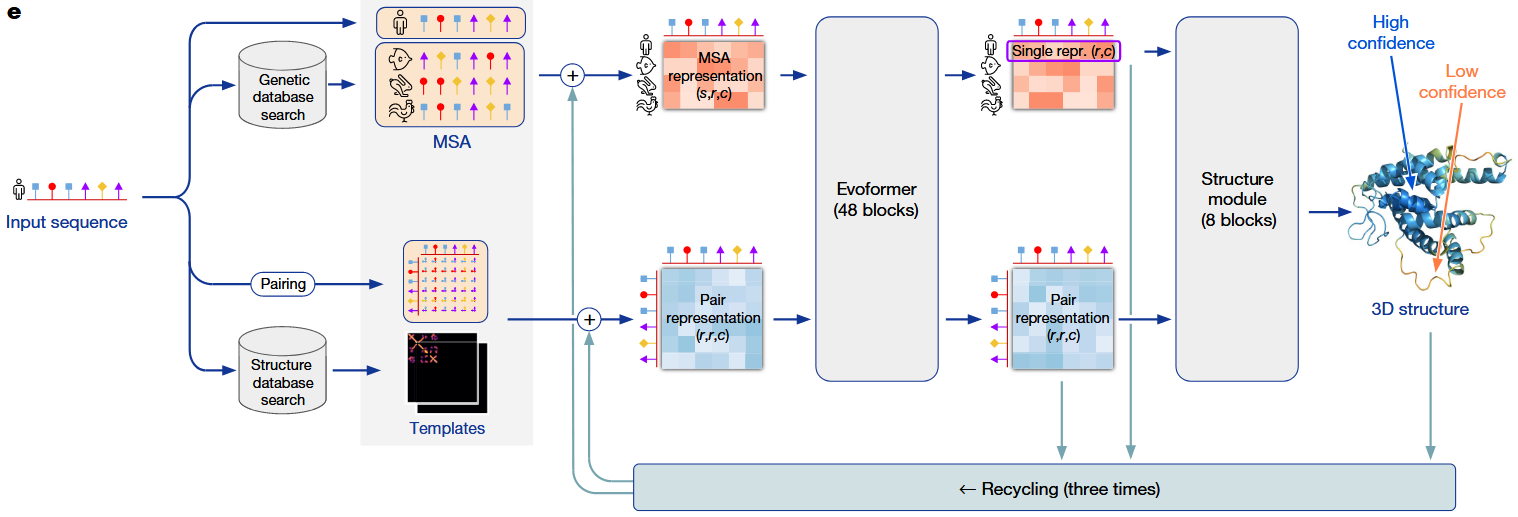 e
Input sequence
Genetic
database
search
MSA
Pairing
Structure
database
search
Templates
+
+
MSA
representation
(s,r,c)
Pair
representation
(r,r,c)
Evoformer
(48 blocks)
Single repr. (r,c)
Pair
representation
(r,r,c)
Structure
module
(8 blocks)
High
confidence
Low
confidence
3D structure
← Recycling (three times)